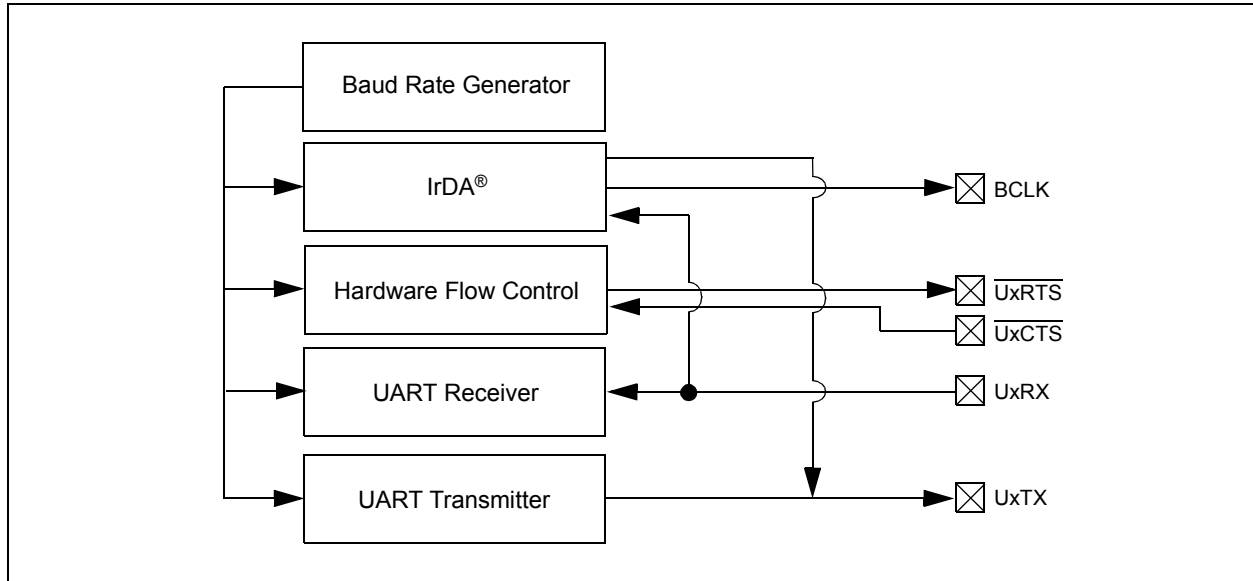 Baud Rate Generator
IrDA®
BCLK
Hardware Flow Control
UxRTS
UxCTS
UART Receiver
UxRX
UART Transmitter
UxTX